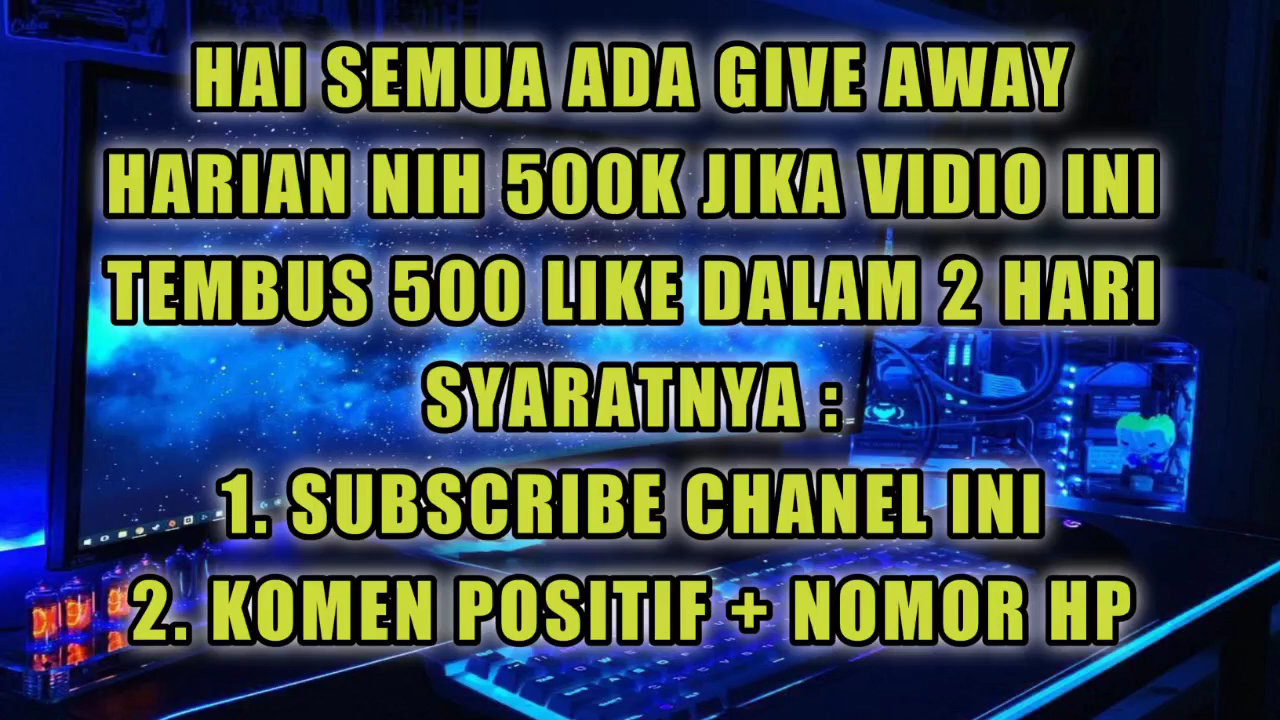 HAI SEMUA ADA GIVE AWAY
HARIAN NIH 500K JIKA VIDIO INI
TEMBUS 500 LIKE DALAM 2 HARI
SYARATNYA :
1. SUBSCRIBE CHANEL INI
2. KOMEN POSITIF + NOMOR HP